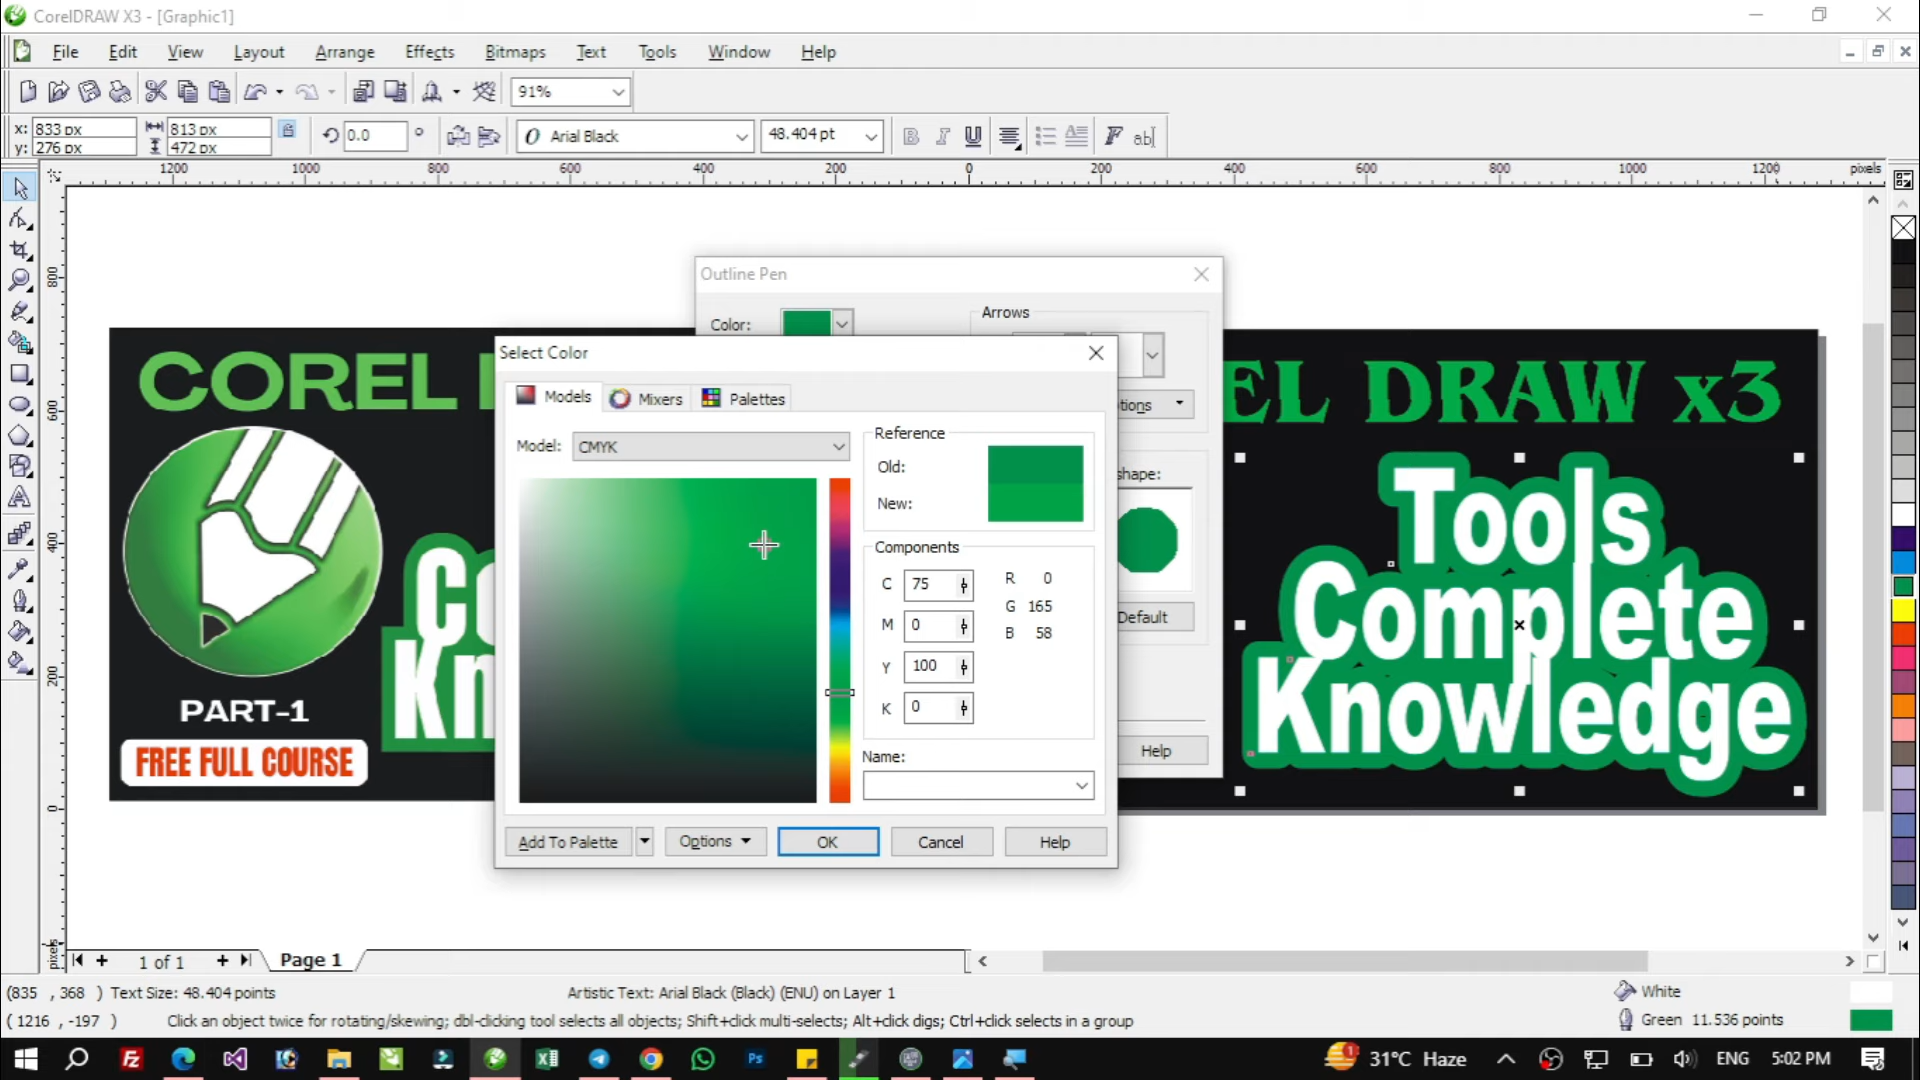 CorelDRAW X3 - [Graphic1]
File Edit View Layout Arrange Effects Bitmaps Text Tools Window Help
91%
x: 833 px 813 px 0.0 ° O Arial Black 48.404 pt
y: 276 px 472 px
1200 1000 800 600 400 200 0 200 400 600 800 1000 1200 pixels
800
600
400
200
0
pixels
Outline Pen
Color: Arrows
Default
Help
Select Color
Models Mixers Palettes
Model: CMYK
Reference
Old:
New:
Components
C 75 R 0
M 0 G 165
Y 100 B 58
K 0
Name:
Add To Palette Options OK Cancel Help
COREL
PART-1
FREE FULL COURSE
EL DRAW x3
Tools
Complete
Knowledge
1 of 1 Page 1
(835 , 368 ) Text Size: 48.404 points Artistic Text: Arial Black (Black) (ENU) on Layer 1 White
( 1216 , -197 ) Click an object twice for rotating/skewing; dbl-clicking tool selects all objects; Shift+click multi-selects; Alt+click digs; Ctrl+click selects in a group Green 11.536 points
31°C Haze ENG 5:02 PM